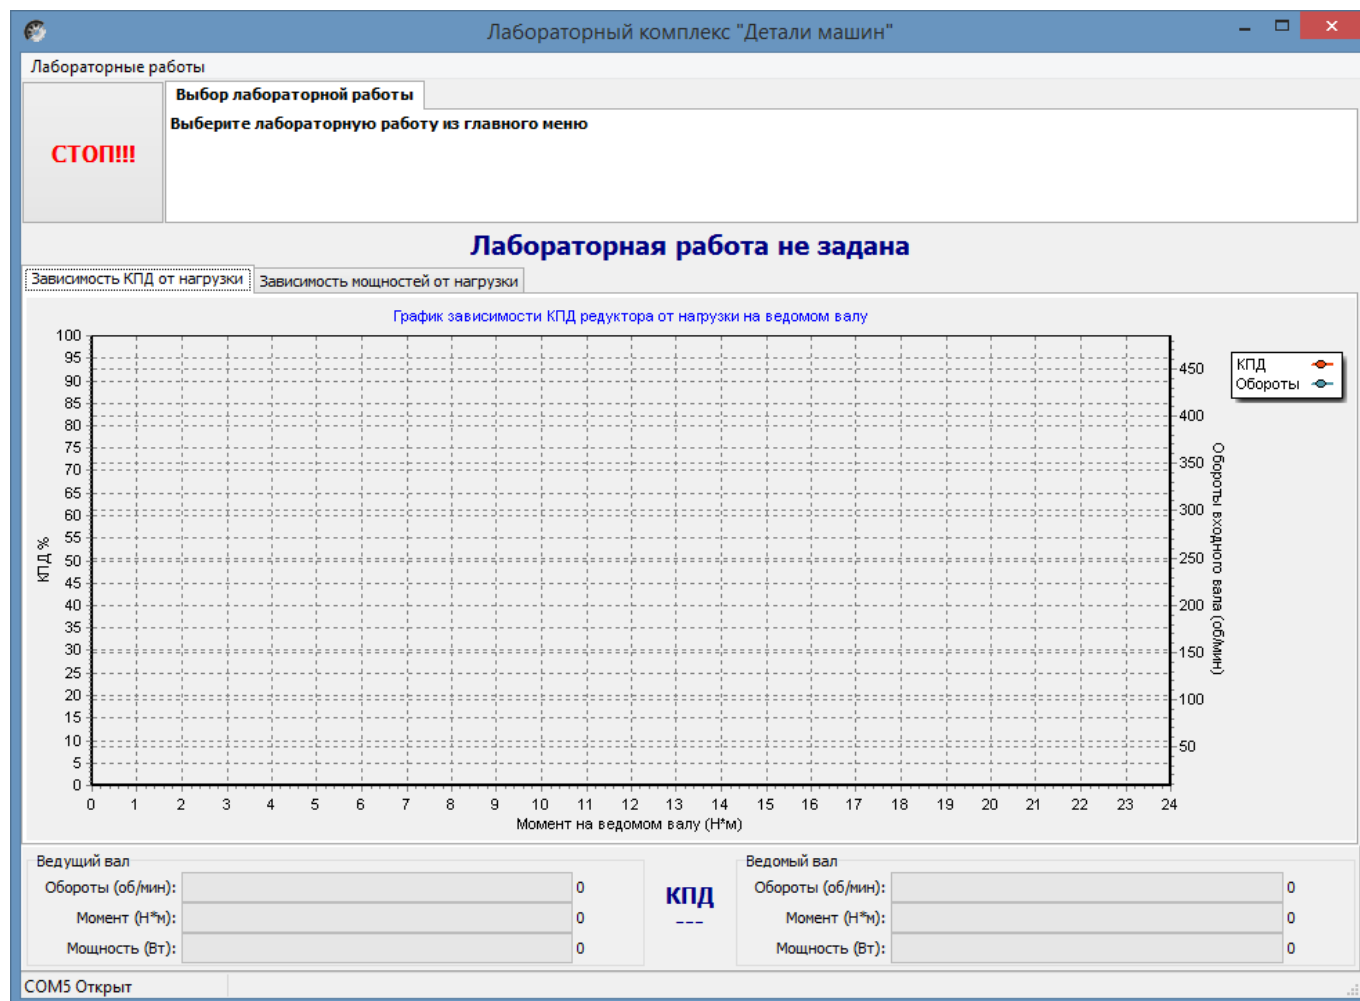 Лабораторный комплекс "Детали машин"
Лабораторные работы
СТОП!!!
Выбор лабораторной работы
Выберите лабораторную работу из главного меню
Лабораторная работа не задана
Зависимость КПД от нагрузки
Зависимость мощностей от нагрузки
График зависимости КПД редуктора от нагрузки на ведомом валу
КПД %
100
95
90
85
80
75
70
65
60
55
50
45
40
35
30
25
20
15
10
5
0
0 1 2 3 4 5 6 7 8 9 10 11 12 13 14 15 16 17 18 19 20 21 22 23 24
Момент на ведомом валу (Н*м)
450
400
350
300
250
200
150
100
50
Обороты входного вала (об/мин)
КПД
Обороты
Ведущий вал
Обороты (об/мин): 0
Момент (Н*м): 0
Мощность (Вт): 0
КПД
---
Ведомый вал
Обороты (об/мин): 0
Момент (Н*м): 0
Мощность (Вт): 0
COM5 Открыт